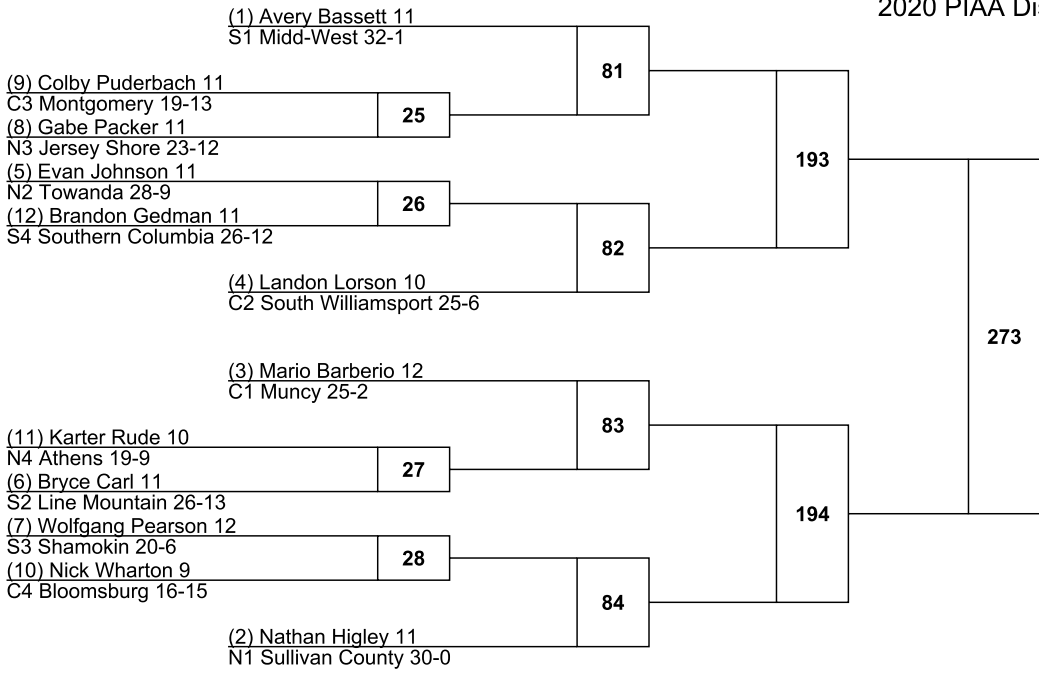 2020 PIAA Dis
(1) Avery Bassett 11
S1 Midd-West 32-1
81
(9) Colby Puderbach 11
C3 Montgomery 19-13
25
(8) Gabe Packer 11
N3 Jersey Shore 23-12
193
(5) Evan Johnson 11
N2 Towanda 28-9
26
(12) Brandon Gedman 11
S4 Southern Columbia 26-12
82
(4) Landon Lorson 10
C2 South Williamsport 25-6
273
(3) Mario Barberio 12
C1 Muncy 25-2
83
(11) Karter Rude 10
N4 Athens 19-9
27
(6) Bryce Carl 11
S2 Line Mountain 26-13
194
(7) Wolfgang Pearson 12
S3 Shamokin 20-6
28
(10) Nick Wharton 9
C4 Bloomsburg 16-15
84
(2) Nathan Higley 11
N1 Sullivan County 30-0